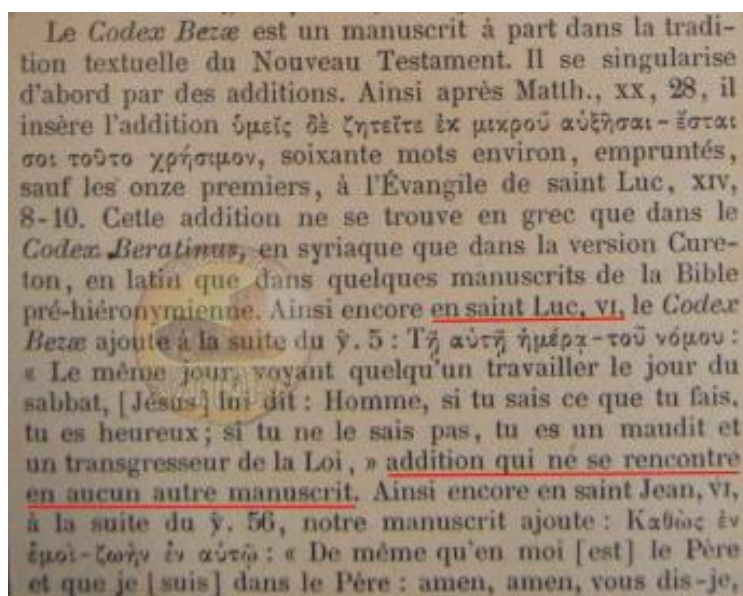 Le Codex Bezæ est un manuscrit à part dans la tradi-
tion textuelle du Nouveau Testament. Il se singularise
d'abord par des additions. Ainsi après Matth., xx, 28, il
insère l'addition ὑμεῖς δὲ ζητεῖτε ἐκ μικροῦ αὐξῆσαι - ἔσται
σοι τοῦτο χρήσιμον, soixante mots environ, empruntés,
sauf les onze premiers, à l'Évangile de saint Luc, xiv,
8-10. Cette addition ne se trouve en grec que dans le
Codex Beratinus, en syriaque que dans la version Cure-
ton, en latin que dans quelques manuscrits de la Bible
pré-hiéronymienne. Ainsi encore en saint Luc, vi, le Codex
Bezæ ajoute à la suite du ℣. 5 : Τῇ αὐτῇ ἡμέρᾳ - τοῦ νόμου :
« Le même jour, voyant quelqu'un travailler le jour du
sabbat, [Jésus] lui dit : Homme, si tu sais ce que tu fais,
tu es heureux ; si tu ne le sais pas, tu es un maudit et
un transgresseur de la Loi, » addition qui ne se rencontre
en aucun autre manuscrit. Ainsi encore en saint Jean, vi,
à la suite du ℣. 56, notre manuscrit ajoute : Καθὼς ἐν
ἐμοὶ - ζωὴν ἐν αὐτῷ : « De même qu'en moi [est] le Père
et que je [suis] dans le Père : amen, amen, vous dis-je,